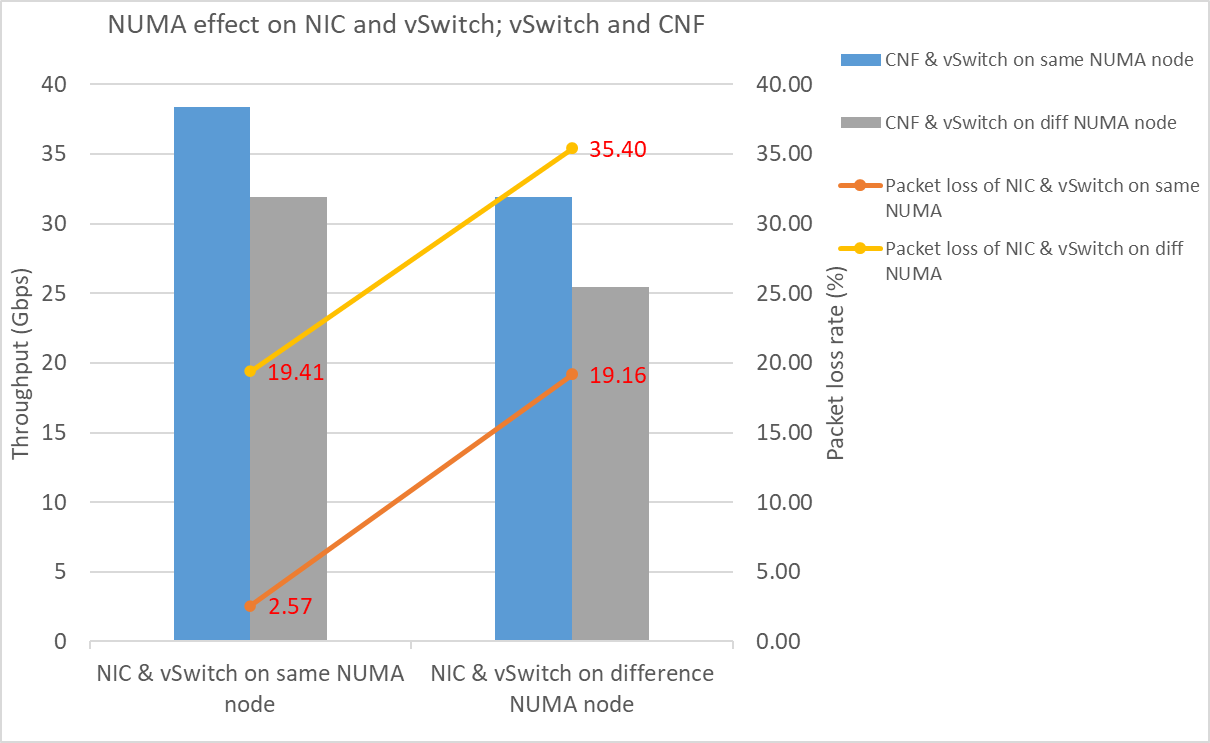 NUMA effect on NIC and vSwitch; vSwitch and CNF
CNF & vSwitch on same NUMA node
CNF & vSwitch on diff NUMA node
Packet loss of NIC & vSwitch on same
NUMA
Packet loss of NIC & vSwitch on diff
NUMA
Throughput (Gbps)
40
35
30
25
20
15
10
5
0
35.40
19.41
19.16
2.57
40.00
35.00
30.00
25.00
20.00
15.00
10.00
5.00
0.00
Packet loss rate (%)
NIC & vSwitch on same NUMA
node
NIC & vSwitch on difference
NUMA node